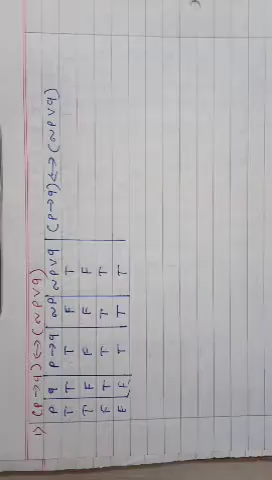 1) (p→q)↔(~p∨q)
p q p→q ~p ~p∨q (p→q)↔(~p∨q)
T T T F T
T F F F F
F T T T T
F F T T T